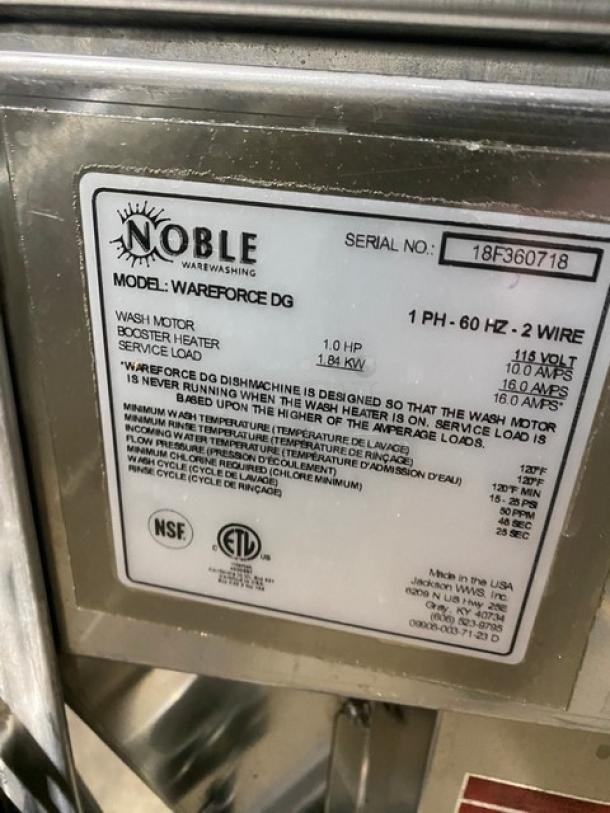 NOBLE
WAREWASHING
SERIAL NO.: 18F360718
MODEL: WAREFORCE DG
1 PH - 60 HZ - 2 WIRE
115 VOLT
WASH MOTOR 1.0 HP 10.0 AMPS
BOOSTER HEATER 1.84 KW 16.0 AMPS
SERVICE LOAD 16.0 AMPS*
*WAREFORCE DG DISHMACHINE IS DESIGNED SO THAT THE WASH MOTOR
IS NEVER RUNNING WHEN THE WASH HEATER IS ON. SERVICE LOAD IS
BASED UPON THE HIGHER OF THE AMPERAGE LOADS.
MINIMUM WASH TEMPERATURE (TEMPÉRATURE DE LAVAGE) 120°F
MINIMUM RINSE TEMPERATURE (TEMPÉRATURE DE RINÇAGE) 120°F
INCOMING WATER TEMPERATURE (TEMPÉRATURE D'ADMISSION D'EAU) 120°F MIN
FLOW PRESSURE (PRESSION D'ÉCOULEMENT) 15 - 25 PSI
MINIMUM CHLORINE REQUIRED (CHLORE MINIMUM) 50 PPM
WASH CYCLE (CYCLE DE LAVAGE) 48 SEC
RINSE CYCLE (CYCLE DE RINÇAGE) 25 SEC
NSF
C ETL US
Made in the USA
Jackson WWS, Inc.
6209 N US Hwy 25E
Gray, KY 40734
(606) 523-9795
09905-003-71-23 D